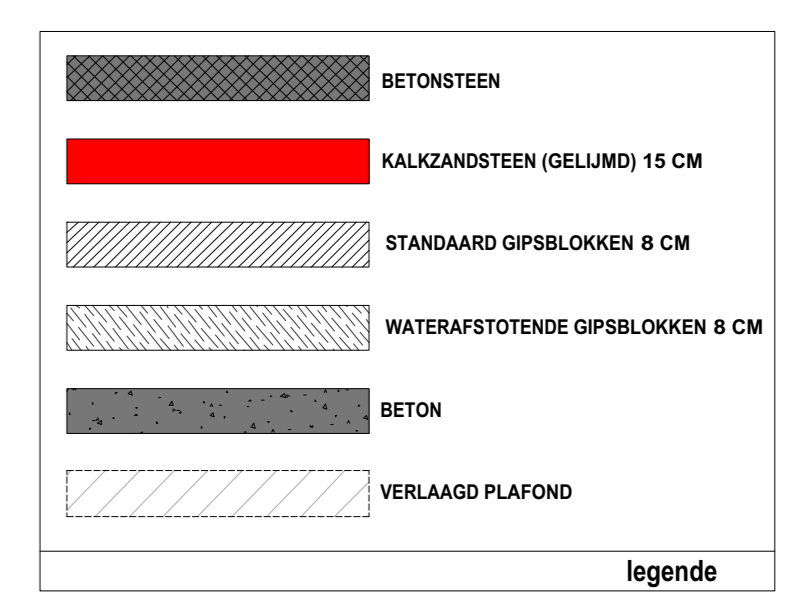 BETONSTEEN
KALKZANDSTEEN (GELIJMD) 15 CM
STANDAARD GIPSBLOKKEN 8 CM
WATERAFSTOTENDE GIPSBLOKKEN 8 CM
BETON
VERLAAGD PLAFOND
legende